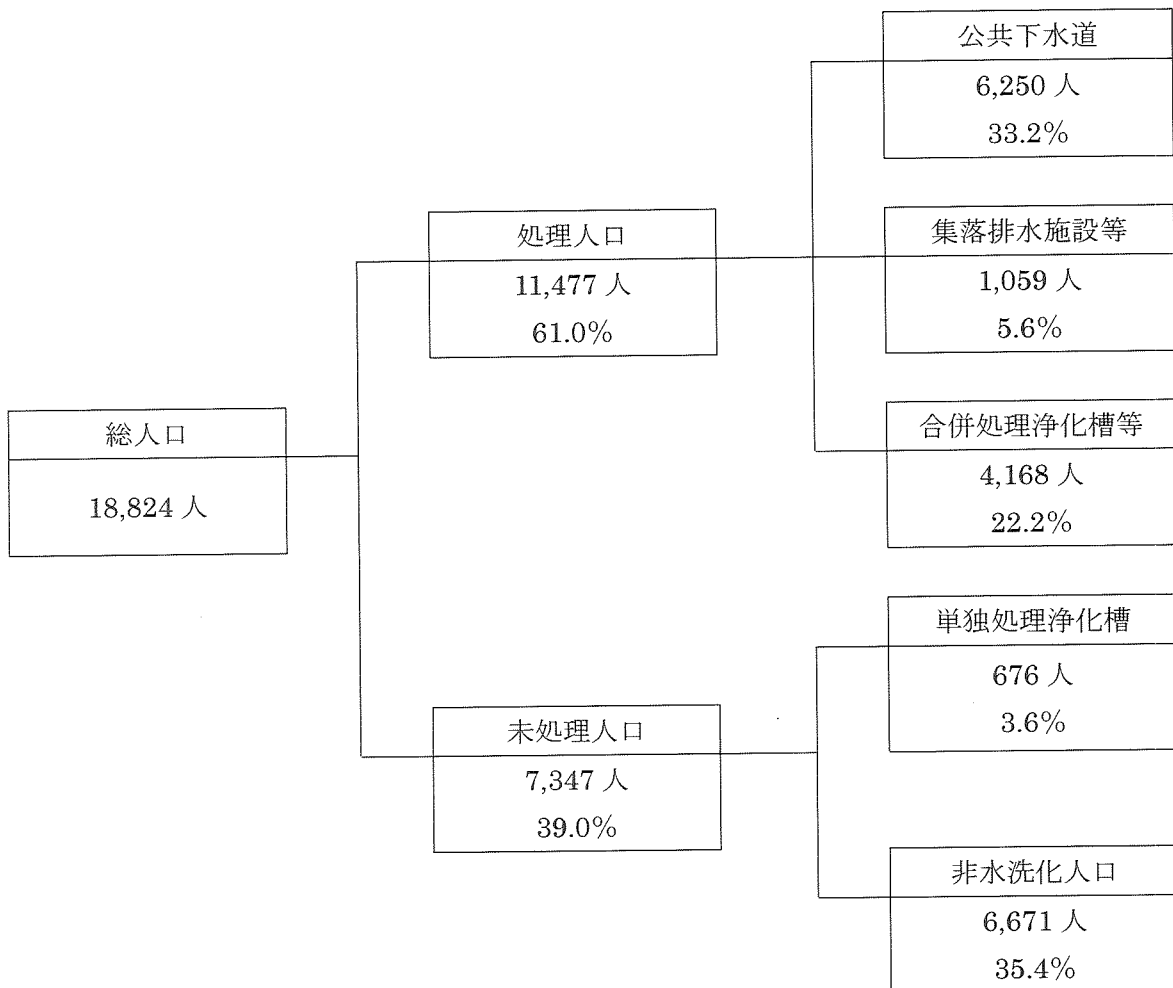 総人口
18,824 人
処理人口
11,477 人
61.0%
公共下水道
6,250 人
33.2%
集落排水施設等
1,059 人
5.6%
合併処理浄化槽等
4,168 人
22.2%
未処理人口
7,347 人
39.0%
単独処理浄化槽
676 人
3.6%
非水洗化人口
6,671 人
35.4%